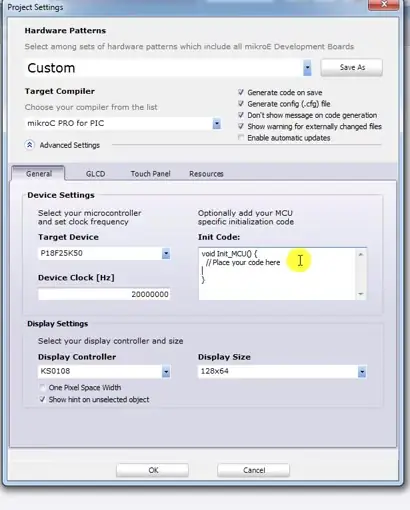 Project Settings
Hardware Patterns
Select among sets of hardware patterns which include all mikroE Development Boards
Custom
Save As
Target Compiler
Choose your compiler from the list
mikroC PRO for PIC
Generate code on save
Generate config (.cfg) file
Don't show message on code generation
Show warning for externally changed files
Enable automatic updates
Advanced Settings
General
GLCD
Touch Panel
Resources
Device Settings
Select your microcontroller
and set clock frequency
Target Device
P18F25K50
Device Clock [Hz]
20000000
Optionally add your MCU
specific initialization code
Init Code:
void Init_MCU() {
// Place your code here
}
Display Settings
Select your display controller and size
Display Controller
KS0108
Display Size
128x64
One Pixel Space Width
Show hint on unselected object
OK
Cancel